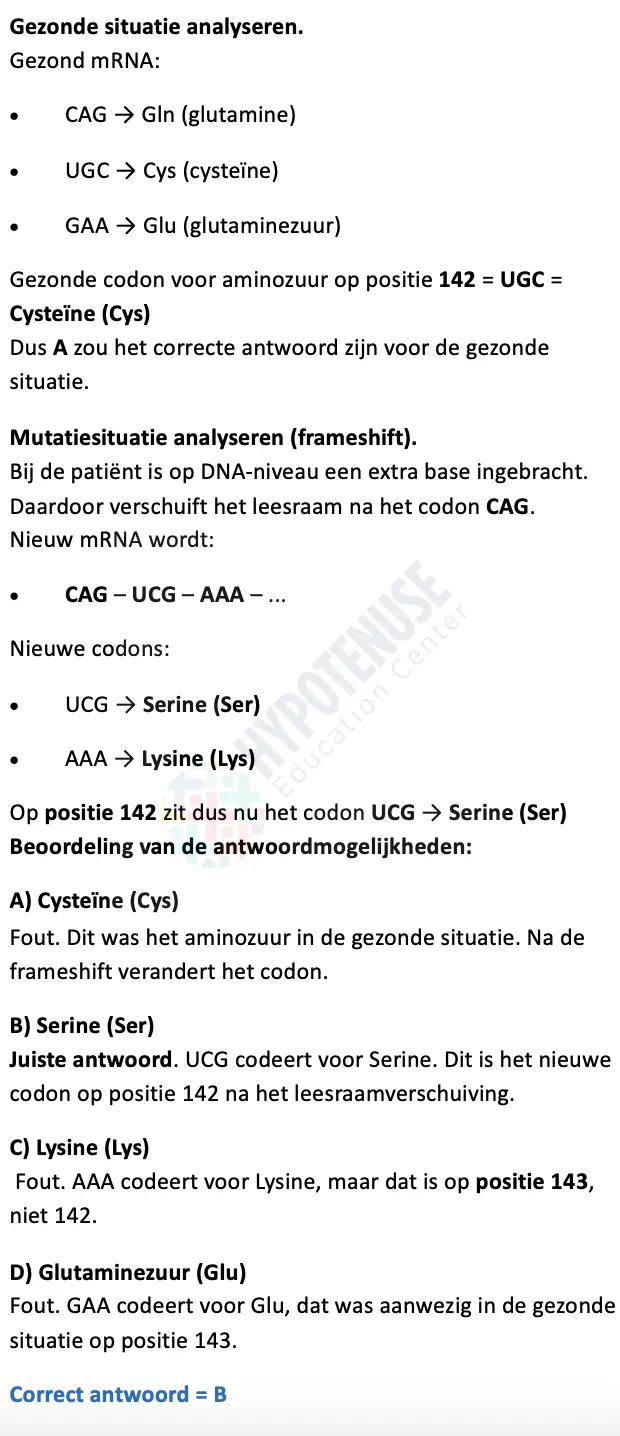 Gezonde situatie analyseren.
Gezond mRNA:
• CAG → Gln (glutamine)
• UGC → Cys (cysteïne)
• GAA → Glu (glutaminezuur)
Gezonde codon voor aminozuur op positie 142 = UGC =
Cysteïne (Cys)
Dus A zou het correcte antwoord zijn voor de gezonde
situatie.
Mutatiesituatie analyseren (frameshift).
Bij de patiënt is op DNA-niveau een extra base ingebracht.
Daardoor verschuift het leesraam na het codon CAG.
Nieuw mRNA wordt:
• CAG – UCG – AAA – ...
Nieuwe codons:
• UCG → Serine (Ser)
• AAA → Lysine (Lys)
Op positie 142 zit dus nu het codon UCG → Serine (Ser)
Beoordeling van de antwoordmogelijkheden:
A) Cysteïne (Cys)
Fout. Dit was het aminozuur in de gezonde situatie. Na de
frameshift verandert het codon.
B) Serine (Ser)
Juiste antwoord. UCG codeert voor Serine. Dit is het nieuwe
codon op positie 142 na het leesraamverschuiving.
C) Lysine (Lys)
Fout. AAA codeert voor Lysine, maar dat is op positie 143,
niet 142.
D) Glutaminezuur (Glu)
Fout. GAA codeert voor Glu, dat was aanwezig in de gezonde
situatie op positie 143.
Correct antwoord = B
HYPOTENUSE
Education Center